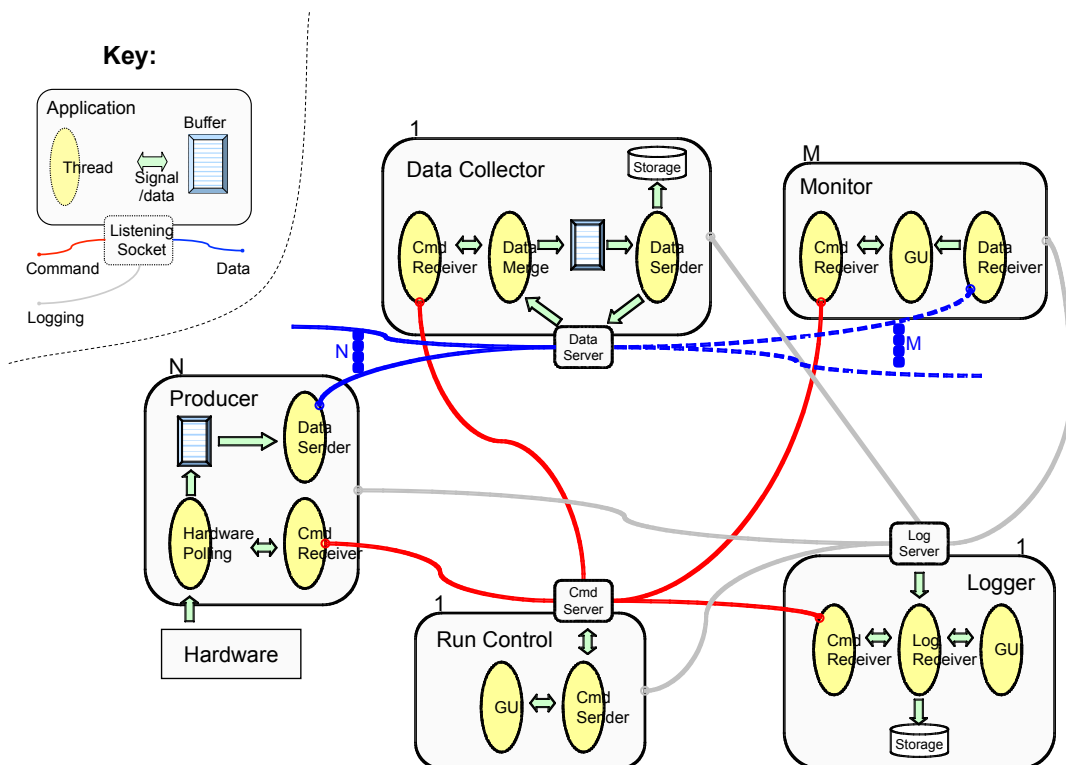 Key:
Application
Buffer
Thread
Signal
/data
Listening
Socket
Command
Data
Logging
1
Data Collector
Storage
Cmd
Receiver
Data
Merge
Data
Sender
Data
Server
M
Monitor
Cmd
Receiver
GU
Data
Receiver
N
M
N
Producer
Data
Sender
Hardware
Polling
Cmd
Receiver
Hardware
Cmd
Server
1
Run Control
GU
Cmd
Sender
Log
Server
1
Logger
Cmd
Receiver
Log
Receiver
GU
Storage